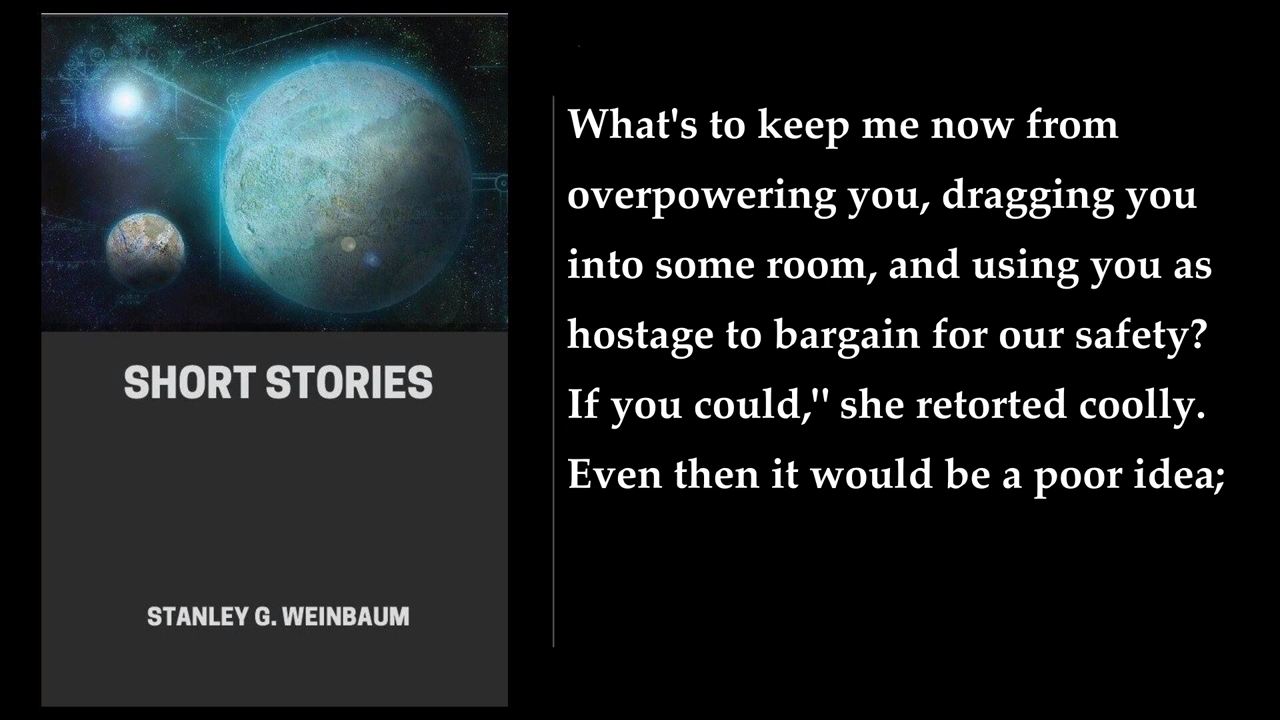 SHORT STORIES
STANLEY G. WEINBAUM
What's to keep me now from
overpowering you, dragging you
into some room, and using you as
hostage to bargain for our safety?
If you could," she retorted coolly.
Even then it would be a poor idea;